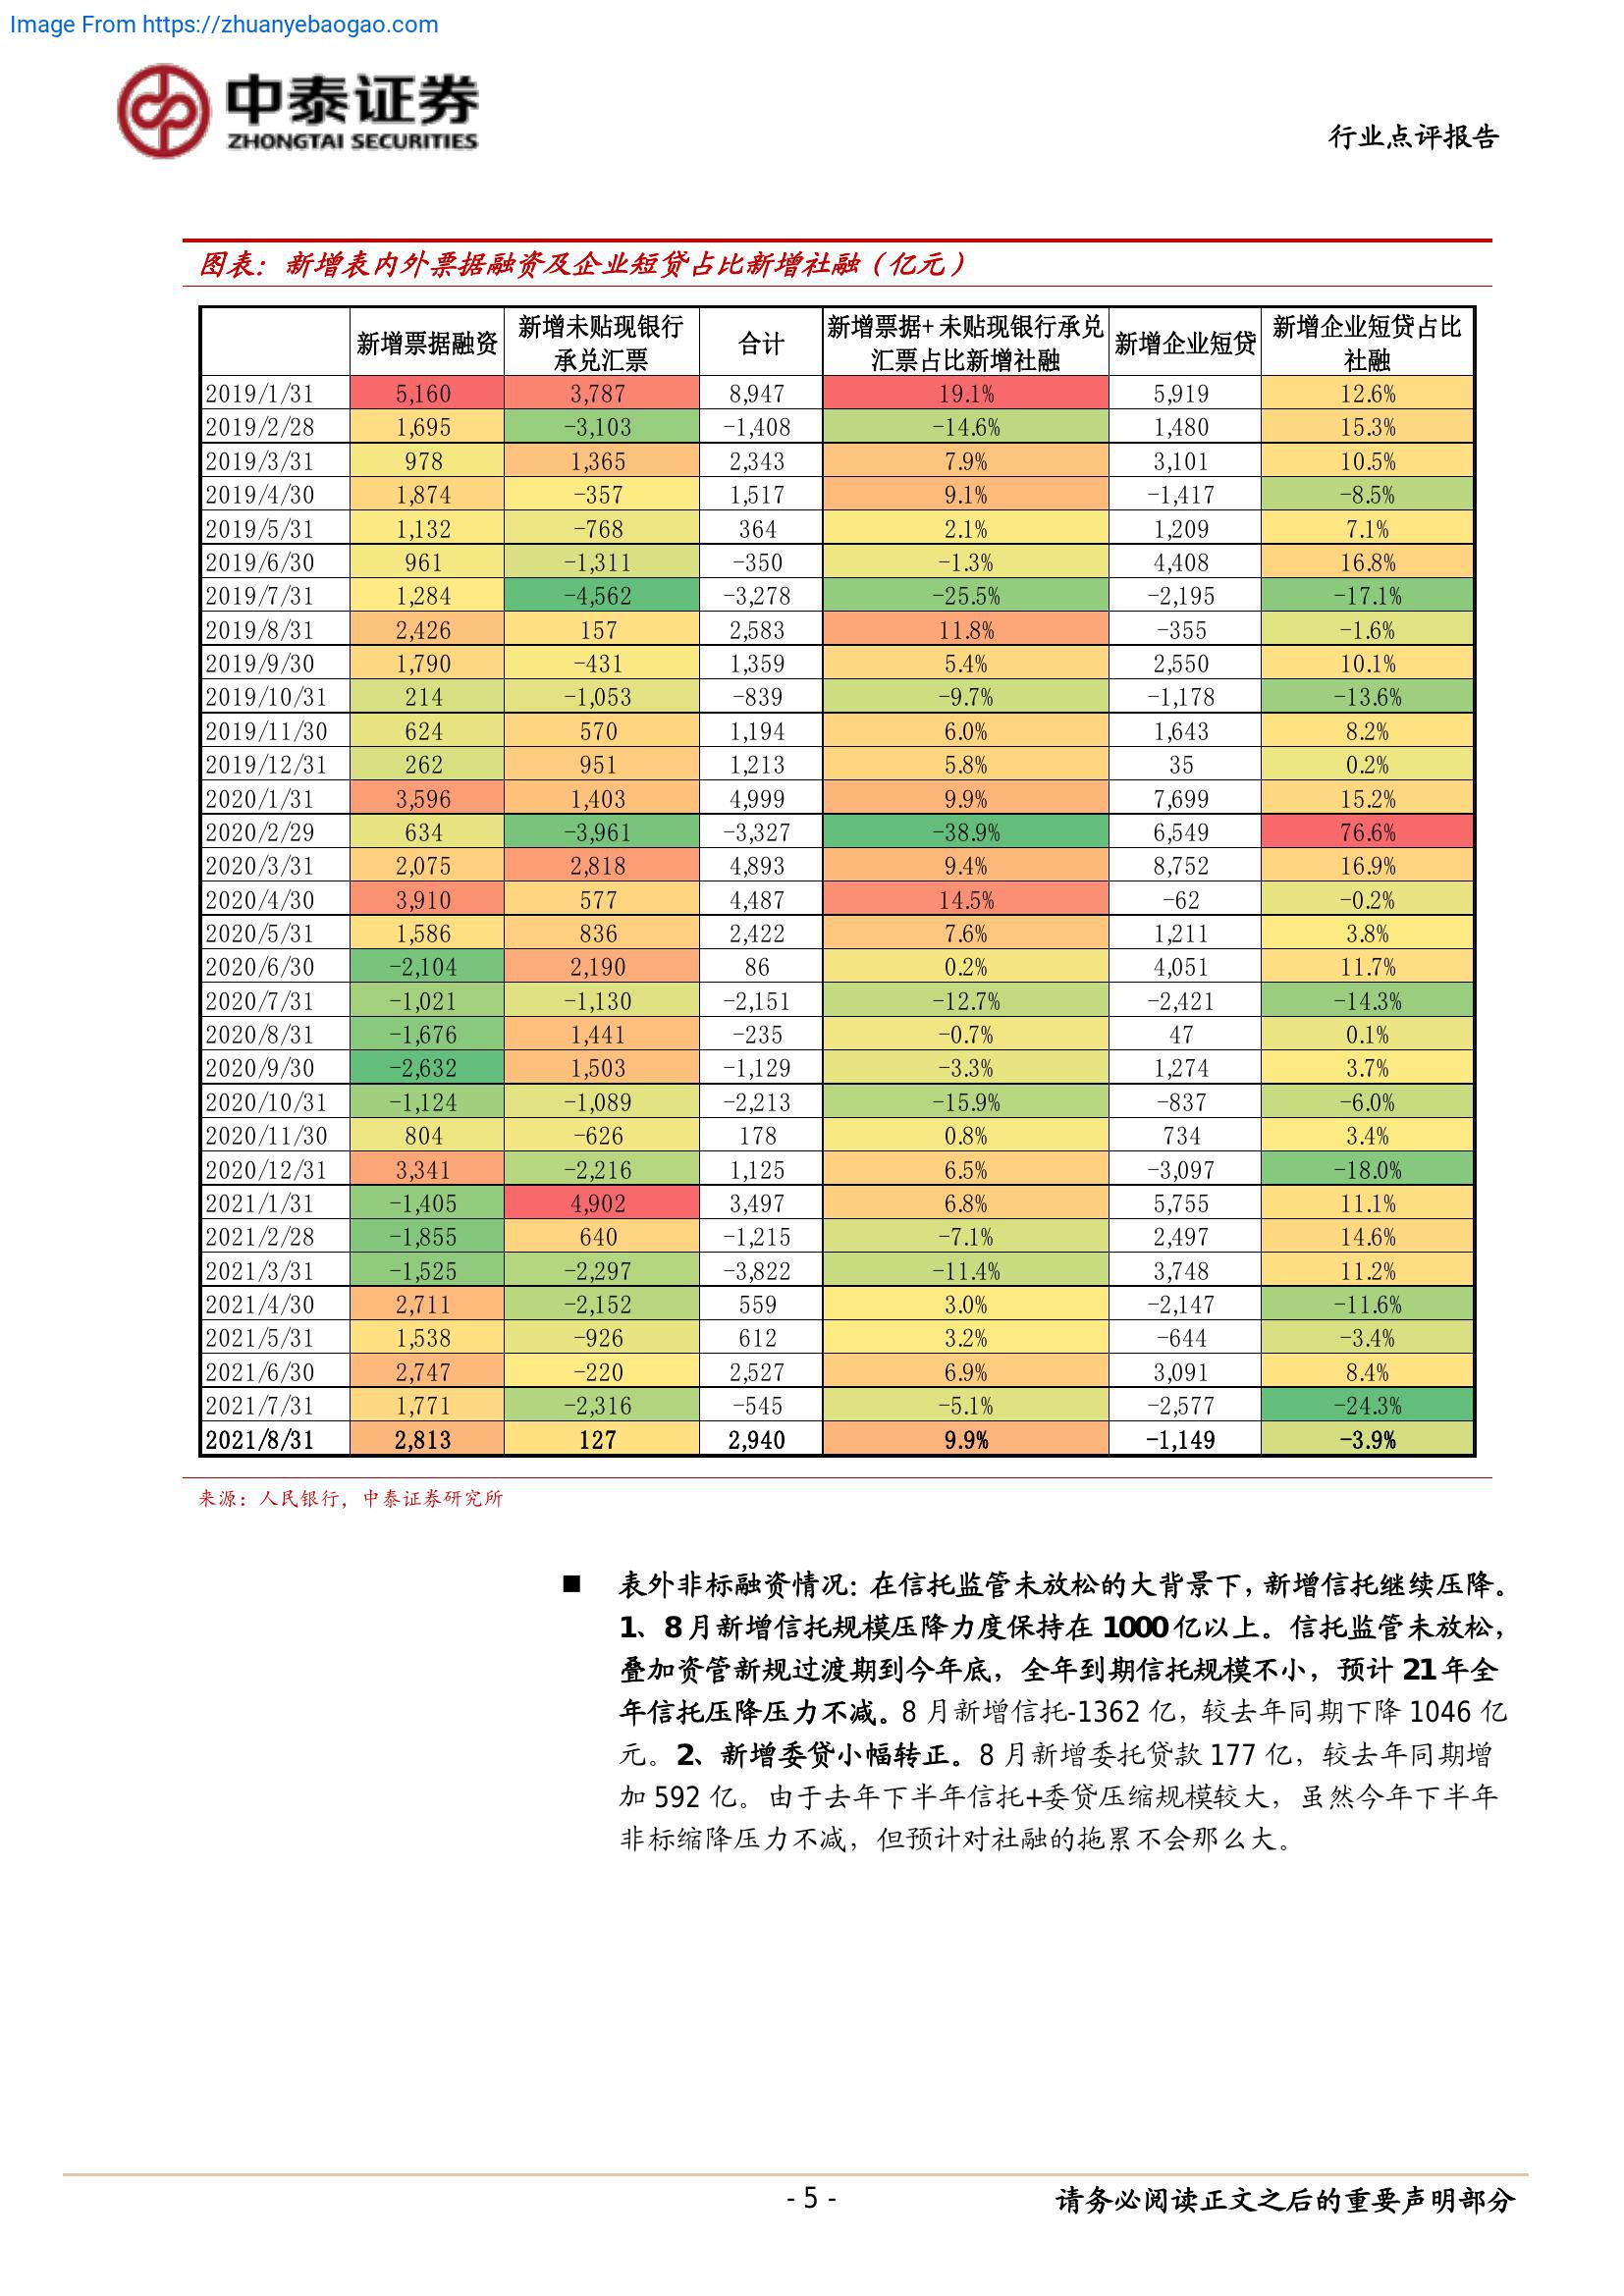 Image From https://zhuanyebaogao.com
中泰证券
ZHONGTAI SECURITIES
行业点评报告
图表：新增表内外票据融资及企业短贷占比新增社融（亿元）
新增票据融资 新增未贴现银行承兑汇票 合计 新增票据+未贴现银行承兑汇票占比新增社融 新增企业短贷 新增企业短贷占比社融
2019/1/31 5,160 3,787 8,947 19.1% 5,919 12.6%
2019/2/28 1,695 -3,103 -1,408 -14.6% 1,480 15.3%
2019/3/31 978 1,365 2,343 7.9% 3,101 10.5%
2019/4/30 1,874 -357 1,517 9.1% -1,417 -8.5%
2019/5/31 1,132 -768 364 2.1% 1,209 7.1%
2019/6/30 961 -1,311 -350 -1.3% 4,408 16.8%
2019/7/31 1,284 -4,562 -3,278 -25.5% -2,195 -17.1%
2019/8/31 2,426 157 2,583 11.8% -355 -1.6%
2019/9/30 1,790 -431 1,359 5.4% 2,550 10.1%
2019/10/31 214 -1,053 -839 -9.7% -1,178 -13.6%
2019/11/30 624 570 1,194 6.0% 1,643 8.2%
2019/12/31 262 951 1,213 5.8% 35 0.2%
2020/1/31 3,596 1,403 4,999 9.9% 7,699 15.2%
2020/2/29 634 -3,961 -3,327 -38.9% 6,549 76.6%
2020/3/31 2,075 2,818 4,893 9.4% 8,752 16.9%
2020/4/30 3,910 577 4,487 14.5% -62 -0.2%
2020/5/31 1,586 836 2,422 7.6% 1,211 3.8%
2020/6/30 -2,104 2,190 86 0.2% 4,051 11.7%
2020/7/31 -1,021 -1,130 -2,151 -12.7% -2,421 -14.3%
2020/8/31 -1,676 1,441 -235 -0.7% 47 0.1%
2020/9/30 -2,632 1,503 -1,129 -3.3% 1,274 3.7%
2020/10/31 -1,124 -1,089 -2,213 -15.9% -837 -6.0%
2020/11/30 804 -626 178 0.8% 734 3.4%
2020/12/31 3,341 -2,216 1,125 6.5% -3,097 -18.0%
2021/1/31 -1,405 4,902 3,497 6.8% 5,755 11.1%
2021/2/28 -1,855 640 -1,215 -7.1% 2,497 14.6%
2021/3/31 -1,525 -2,297 -3,822 -11.4% 3,748 11.2%
2021/4/30 2,711 -2,152 559 3.0% -2,147 -11.6%
2021/5/31 1,538 -926 612 3.2% -644 -3.4%
2021/6/30 2,747 -220 2,527 6.9% 3,091 8.4%
2021/7/31 1,771 -2,316 -545 -5.1% -2,577 -24.3%
2021/8/31 2,813 127 2,940 9.9% -1,149 -3.9%
来源：人民银行，中泰证券研究所
■ 表外非标融资情况：在信托监管未放松的大背景下，新增信托继续压降。
1、8月新增信托规模压降力度保持在 1000亿以上。信托监管未放松，
叠加资管新规过渡期到今年底，全年到期信托规模不小，预计 21年全
年信托压降压力不减。8 月新增信托-1362 亿，较去年同期下降 1046 亿
元。2、新增委贷小幅转正。8 月新增委托贷款 177 亿，较去年同期增
加 592 亿。由于去年下半年信托+委贷压缩规模较大，虽然今年下半年
非标缩降压力不减，但预计对社融的拖累不会那么大。
- 5 -
请务必阅读正文之后的重要声明部分